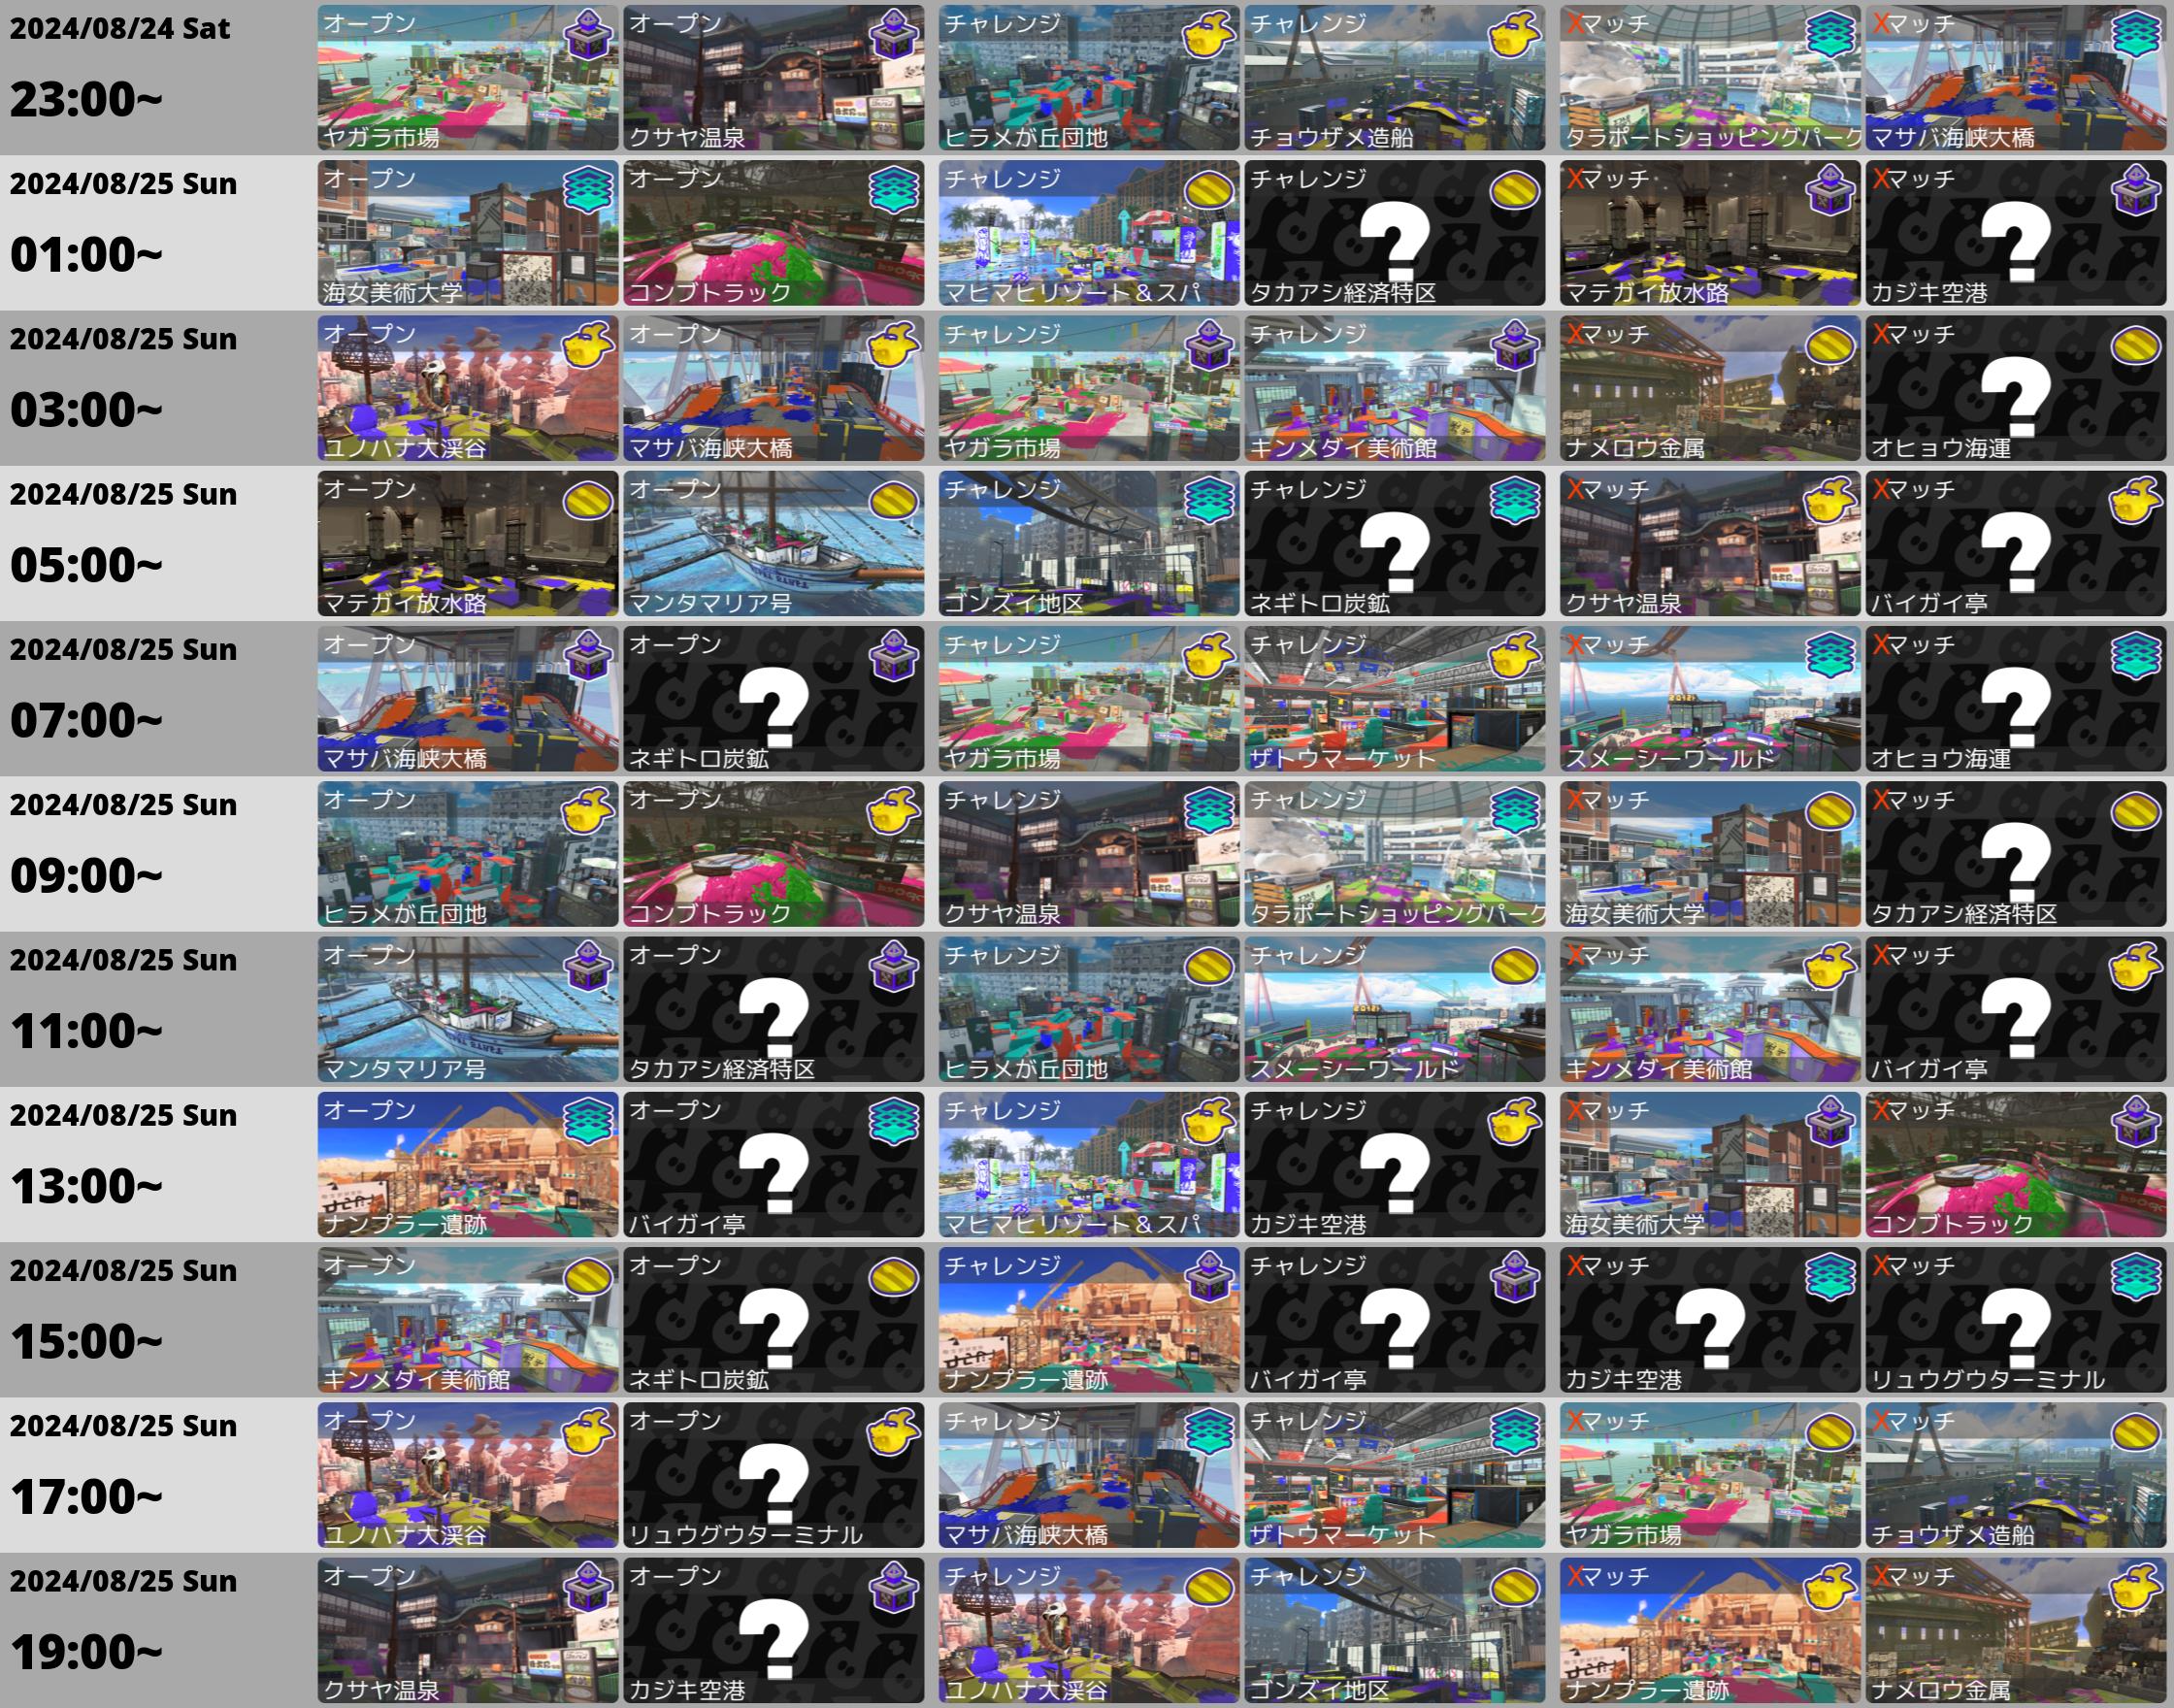 2024/08/24 Sat
23:00~
オープン
ヤガラ市場
オープン
クサヤ温泉
チャレンジ
ヒラメが丘団地
チャレンジ
チョウザメ造船
Xマッチ
タラポートショッピングパーク
Xマッチ
マサバ海峡大橋
2024/08/25 Sun
01:00~
オープン
海女美術大学
オープン
コンブトラック
チャレンジ
マヒマヒリゾート&スパ
チャレンジ
?
タカアシ経済特区
Xマッチ
マテガイ放水路
Xマッチ
?
カジキ空港
2024/08/25 Sun
03:00~
オープン
ユノハナ大渓谷
オープン
マサバ海峡大橋
チャレンジ
ヤガラ市場
チャレンジ
キンメダイ美術館
Xマッチ
ナメロウ金属
Xマッチ
?
オヒョウ海運
2024/08/25 Sun
05:00~
オープン
マテガイ放水路
オープン
マンタマリア号
チャレンジ
ゴンズイ地区
チャレンジ
?
ネギトロ炭鉱
Xマッチ
クサヤ温泉
Xマッチ
?
バイガイ亭
2024/08/25 Sun
07:00~
オープン
マサバ海峡大橋
オープン
?
ネギトロ炭鉱
チャレンジ
ヤガラ市場
チャレンジ
ザトウマーケット
Xマッチ
スメーシーワールド
Xマッチ
?
オヒョウ海運
2024/08/25 Sun
09:00~
オープン
ヒラメが丘団地
オープン
コンブトラック
チャレンジ
クサヤ温泉
チャレンジ
タラポートショッピングパーク
Xマッチ
海女美術大学
Xマッチ
?
タカアシ経済特区
2024/08/25 Sun
11:00~
オープン
マンタマリア号
オープン
?
タカアシ経済特区
チャレンジ
ヒラメが丘団地
チャレンジ
スメーシーワールド
Xマッチ
キンメダイ美術館
Xマッチ
?
バイガイ亭
2024/08/25 Sun
13:00~
オープン
ナンプラー遺跡
オープン
?
バイガイ亭
チャレンジ
マヒマヒリゾート&スパ
チャレンジ
?
カジキ空港
Xマッチ
海女美術大学
Xマッチ
コンブトラック
2024/08/25 Sun
15:00~
オープン
キンメダイ美術館
オープン
?
ネギトロ炭鉱
チャレンジ
ナンプラー遺跡
チャレンジ
?
バイガイ亭
Xマッチ
?
カジキ空港
Xマッチ
?
リュウグウターミナル
2024/08/25 Sun
17:00~
オープン
ユノハナ大渓谷
オープン
?
リュウグウターミナル
チャレンジ
マサバ海峡大橋
チャレンジ
ザトウマーケット
Xマッチ
ヤガラ市場
Xマッチ
チョウザメ造船
2024/08/25 Sun
19:00~
オープン
クサヤ温泉
オープン
?
カジキ空港
チャレンジ
ユノハナ大渓谷
チャレンジ
ゴンズイ地区
Xマッチ
ナンプラー遺跡
Xマッチ
ナメロウ金属